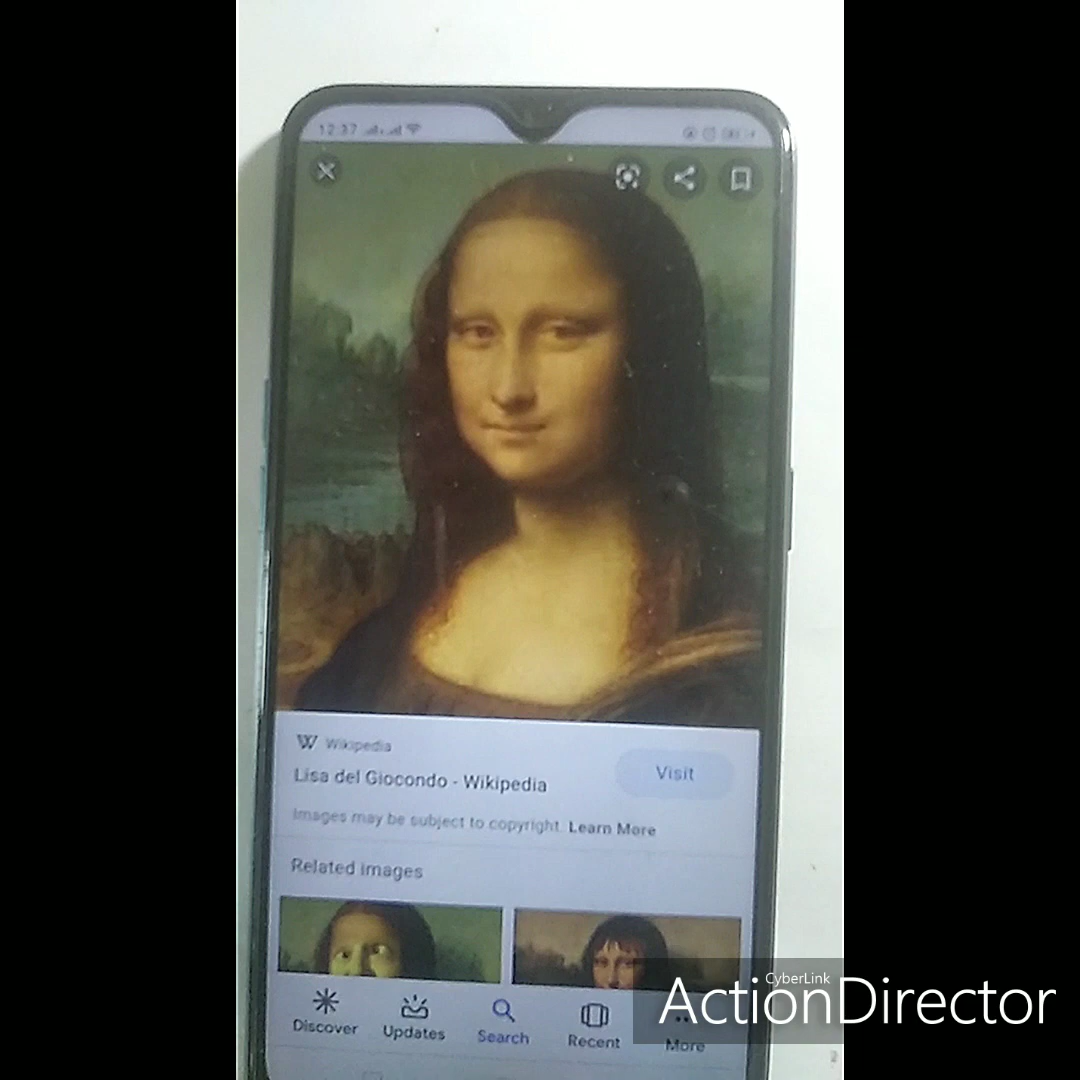 12:37
W Wikipedia
Lisa del Giocondo - Wikipedia
Visit
Images may be subject to copyright. Learn More
Related images
Discover
Updates
Search
Recent
More
CyberLink
ActionDirector
2